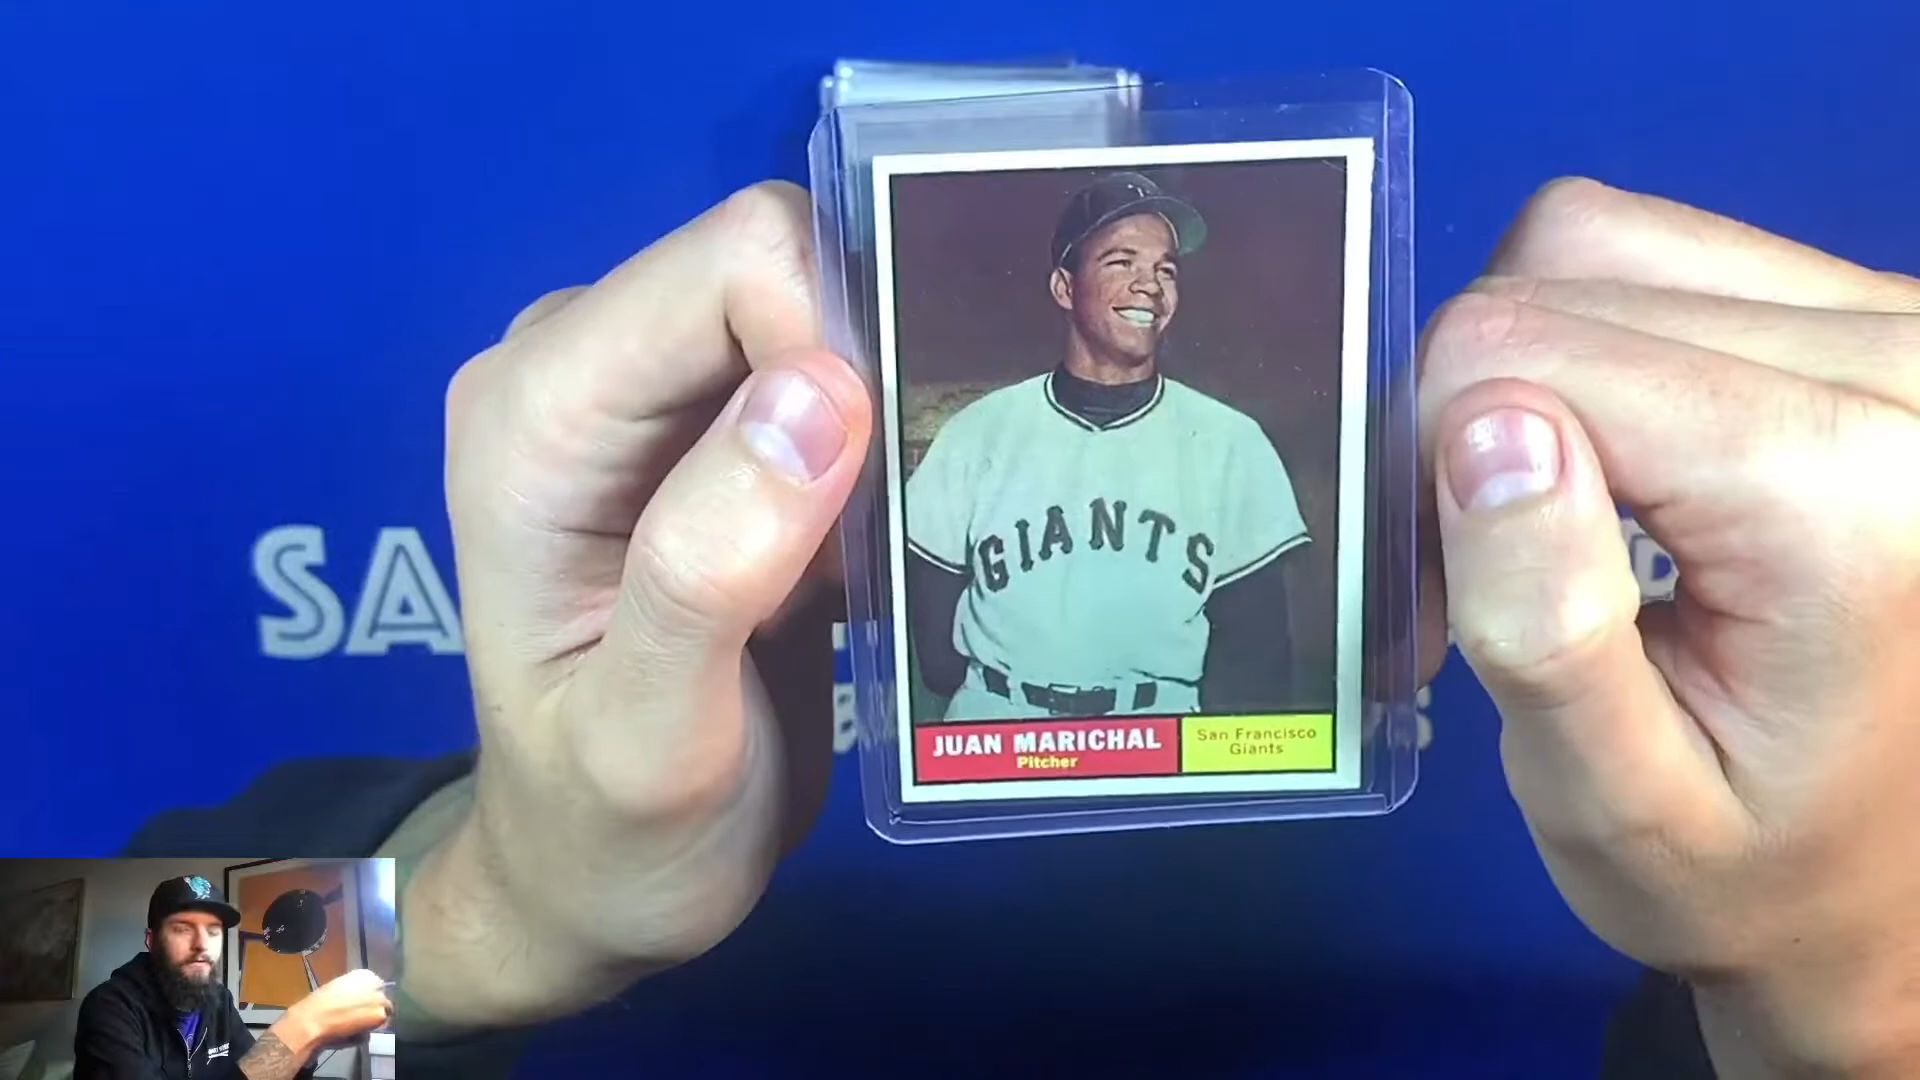 SA
GIANTS
JUAN MARICHAL
Pitcher
San Francisco
Giants